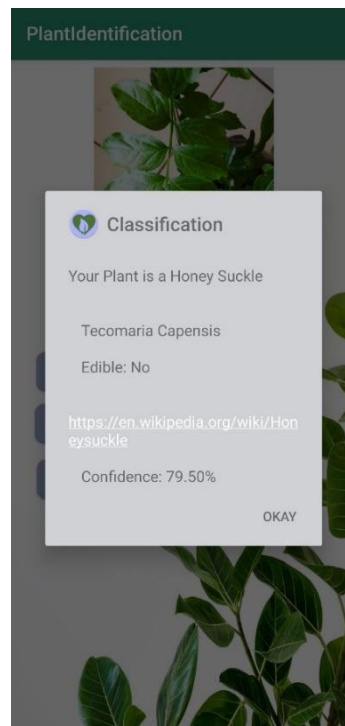 PlantIdentification
Classification
Your Plant is a Honey Suckle
Tecomaria Capensis
Edible: No
https://en.wikipedia.org/wiki/Hon
eysuckle
Confidence: 79.50%
OKAY